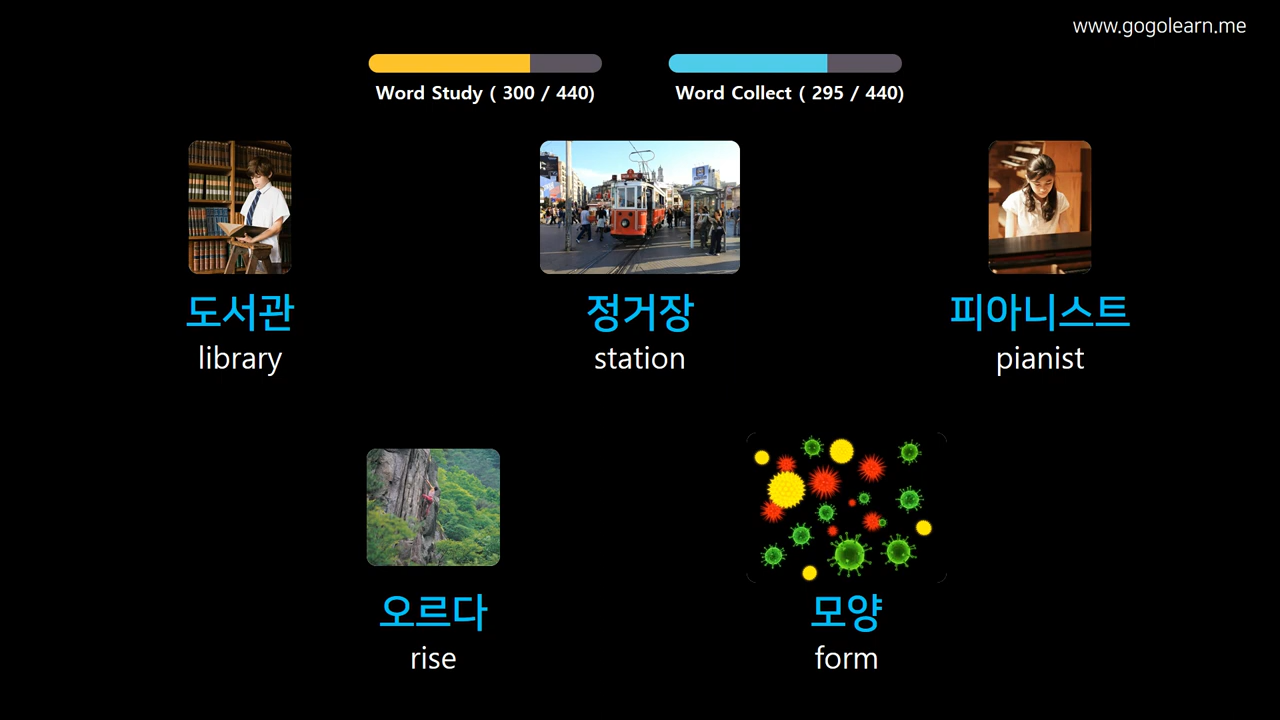 www.gogolearn.me
Word Study ( 300 / 440)
Word Collect ( 295 / 440)
도서관
library
정거장
station
피아니스트
pianist
오르다
rise
모양
form